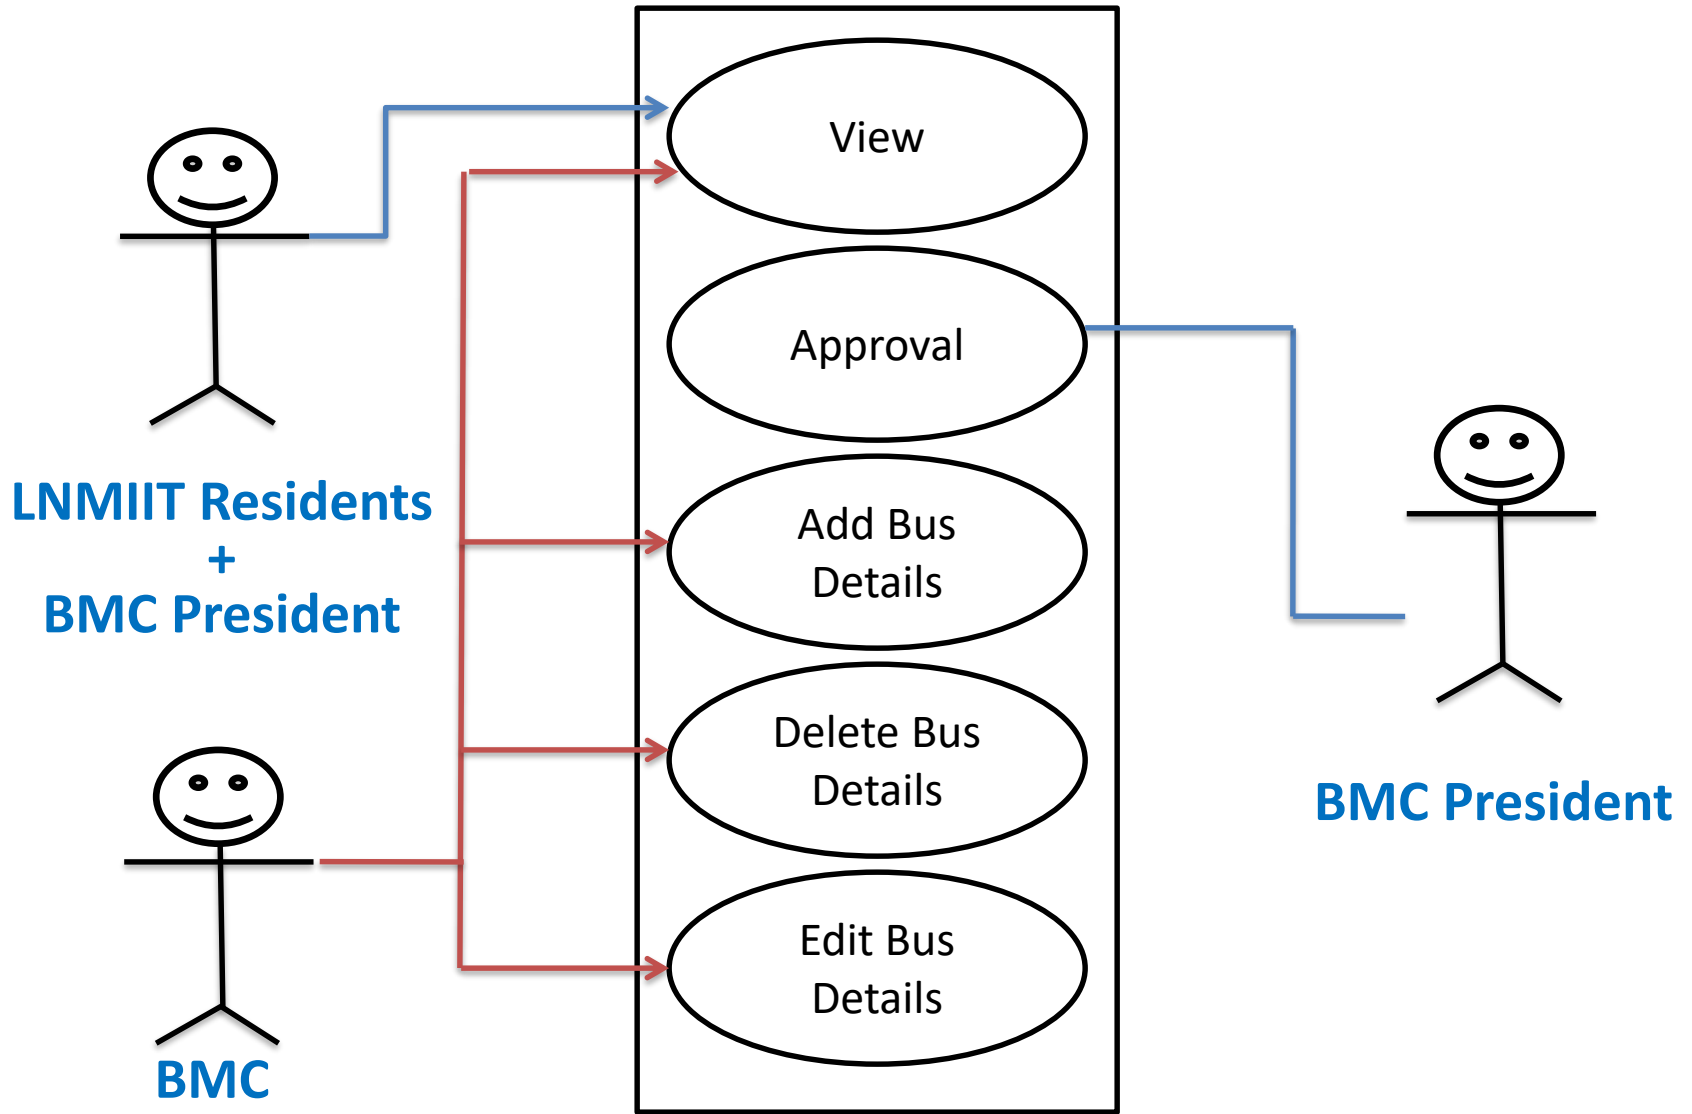 View
Approval
LNMIIT Residents
+
BMC President
Add Bus
Details
Delete Bus
Details
BMC President
Edit Bus
Details
BMC